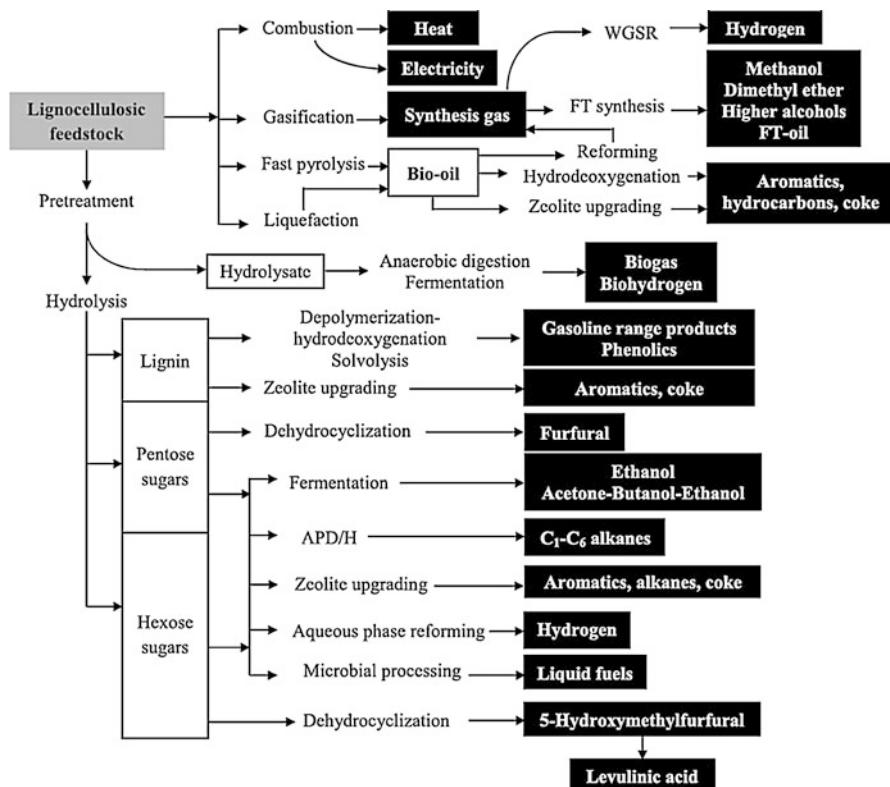 Combustion
Heat
WGSR
Hydrogen
Electricity
Lignocellulosic
feedstock
Gasification
Synthesis gas
FT synthesis
Methanol
Dimethyl ether
Higher alcohols
FT-oil
Reforming
Fast pyrolysis
Bio-oil
Hydrodeoxygenation
Aromatics,
hydrocarbons, coke
Pretreatment
Liquefaction
Zeolite upgrading
Hydrolysate
Anaerobic digestion
Fermentation
Biogas
Biohydrogen
Hydrolysis
Lignin
Depolymerization-
hydrodeoxygenation
Solvolysis
Gasoline range products
Phenolics
Zeolite upgrading
Aromatics, coke
Pentose
sugars
Dehydrocyclization
Furfural
Fermentation
Ethanol
Acetone-Butanol-Ethanol
APD/H
C₁-C₆ alkanes
Zeolite upgrading
Aromatics, alkanes, coke
Hexose
sugars
Aqueous phase reforming
Hydrogen
Microbial processing
Liquid fuels
Dehydrocyclization
5-Hydroxymethylfurfural
Levulinic acid